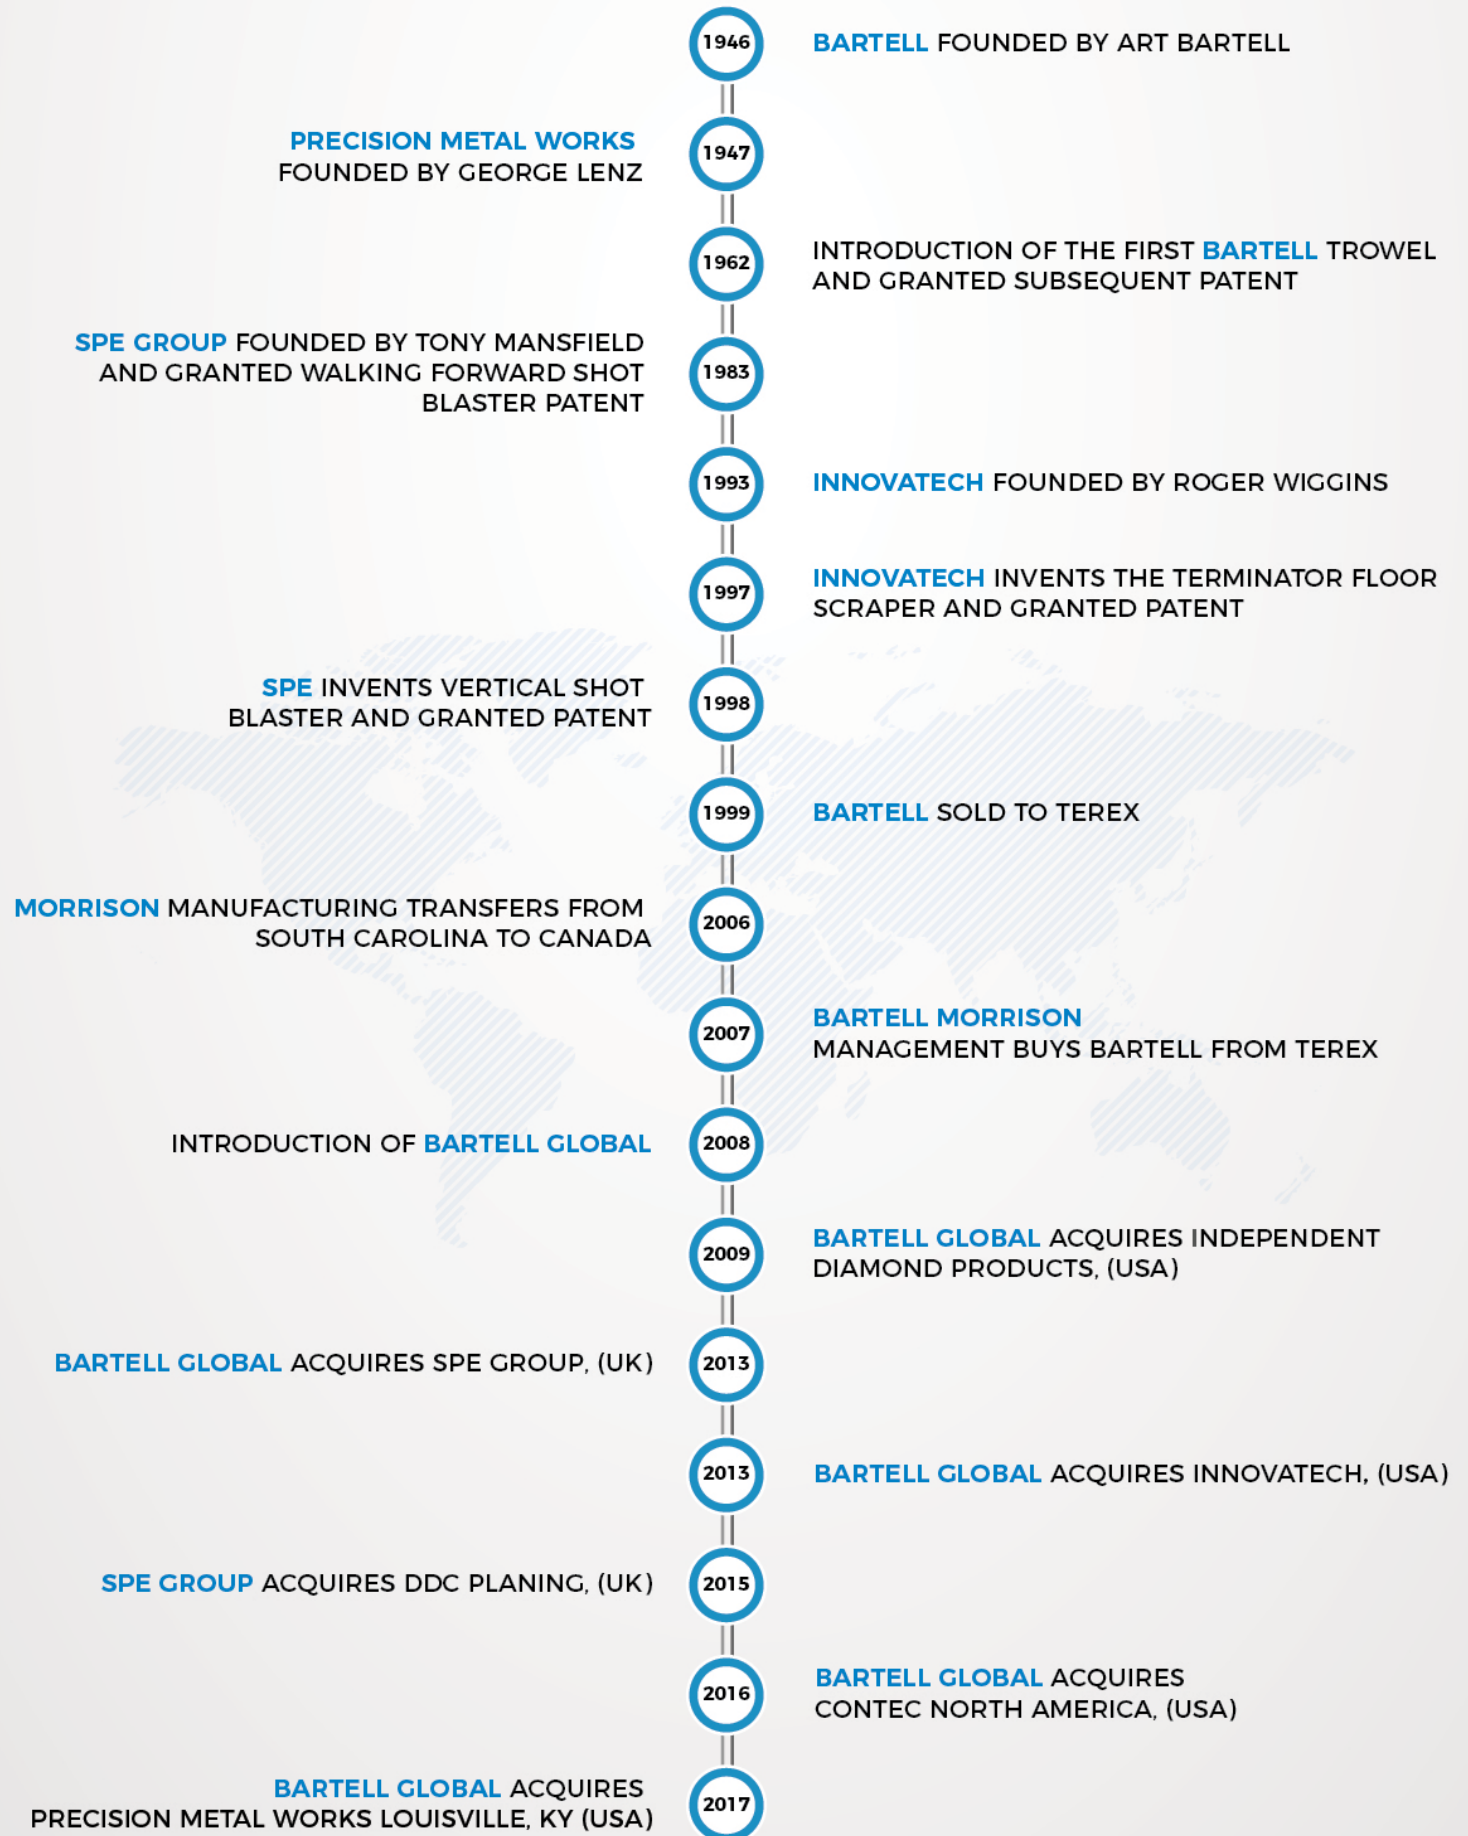 1946
BARTELL FOUNDED BY ART BARTELL
PRECISION METAL WORKS
FOUNDED BY GEORGE LENZ
1947
1962
INTRODUCTION OF THE FIRST BARTELL TROWEL
AND GRANTED SUBSEQUENT PATENT
SPE GROUP FOUNDED BY TONY MANSFIELD
AND GRANTED WALKING FORWARD SHOT
BLASTER PATENT
1983
1993
INNOVATECH FOUNDED BY ROGER WIGGINS
1997
INNOVATECH INVENTS THE TERMINATOR FLOOR
SCRAPER AND GRANTED PATENT
SPE INVENTS VERTICAL SHOT
BLASTER AND GRANTED PATENT
1998
1999
BARTELL SOLD TO TEREX
MORRISON MANUFACTURING TRANSFERS FROM
SOUTH CAROLINA TO CANADA
2006
2007
BARTELL MORRISON
MANAGEMENT BUYS BARTELL FROM TEREX
INTRODUCTION OF BARTELL GLOBAL
2008
2009
BARTELL GLOBAL ACQUIRES INDEPENDENT
DIAMOND PRODUCTS, (USA)
BARTELL GLOBAL ACQUIRES SPE GROUP, (UK)
2013
2013
BARTELL GLOBAL ACQUIRES INNOVATECH, (USA)
SPE GROUP ACQUIRES DDC PLANING, (UK)
2015
2016
BARTELL GLOBAL ACQUIRES
CONTEC NORTH AMERICA, (USA)
BARTELL GLOBAL ACQUIRES
PRECISION METAL WORKS LOUISVILLE, KY (USA)
2017